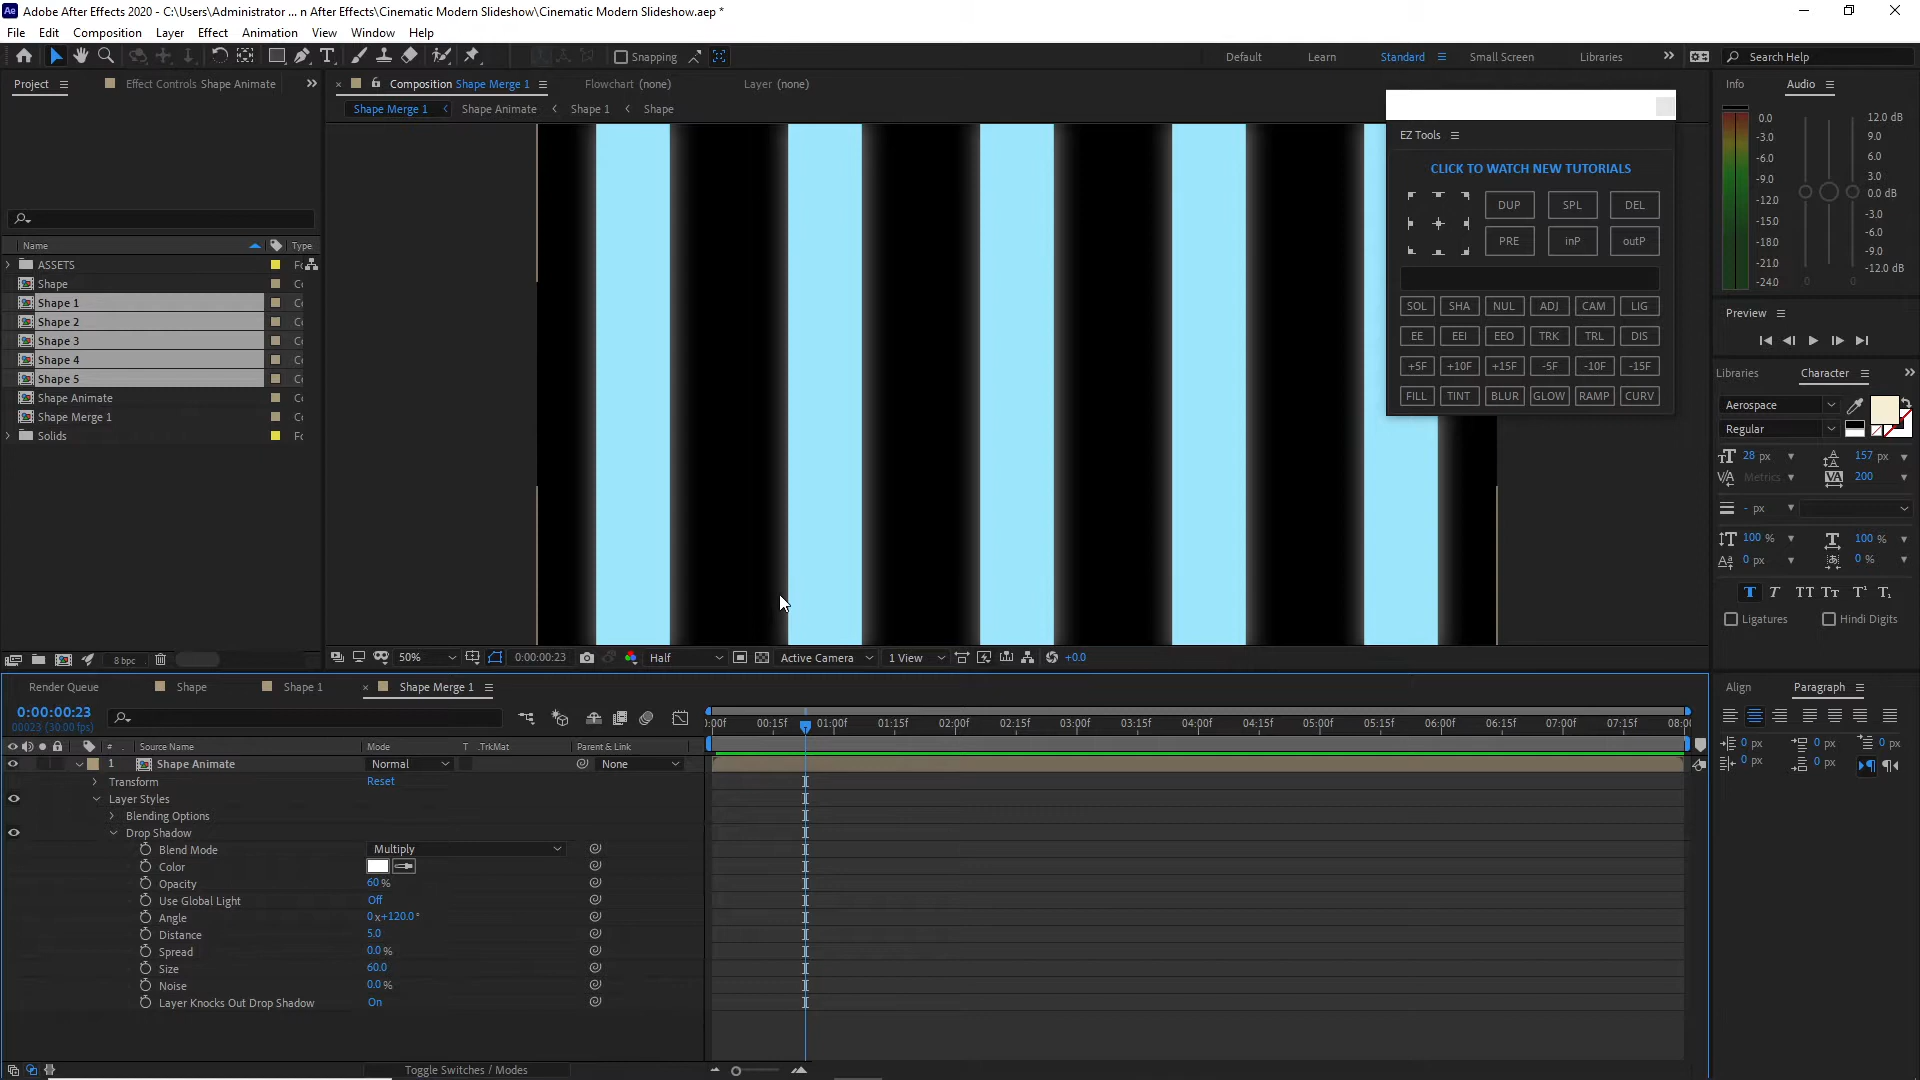 Adobe After Effects 2020 - C:\Users\Administrator ... n After Effects\Cinematic Modern Slideshow\Cinematic Modern Slideshow.aep *
File Edit Composition Layer Effect Animation View Window Help
Snapping Default Learn Standard Small Screen Libraries Search Help
Project Effect Controls Shape Animate
Composition Shape Merge 1 Flowchart (none) Layer (none)
Shape Merge 1 Shape Animate Shape 1 Shape
Name Type
ASSETS
Shape
Shape 1
Shape 2
Shape 3
Shape 4
Shape 5
Shape Animate
Shape Merge 1
Solids
8 bpc
EZ Tools
CLICK TO WATCH NEW TUTORIALS
DUP SPL DEL
PRE inP outP
SOL SHA NUL ADJ CAM LIG
EE EEI EEO TRK TRL DIS
+5F +10F +15F -5F -10F -15F
FILL TINT BLUR GLOW RAMP CURV
50% 0:00:00:23 Half Active Camera 1 View +0.0
Info Audio
0.0 12.0 dB
-3.0 9.0
-6.0 6.0
-9.0 3.0
-12.0 0.0 dB
-15.0 -3.0
-18.0 -6.0
-21.0 -9.0
-24.0 -12.0 dB
0 0
Preview
Libraries Character
Aerospace
Regular
28 px 157 px
Metrics 200
- px
100 % 100 %
0 px 0 %
T T TT Tt T¹ T₁
Ligatures Hindi Digits
Align Paragraph
0 px 0 px 0 px
0 px 0 px
Render Queue Shape Shape 1 Shape Merge 1
0:00:00:23
00023 (30.00 fps)
:00f 00:15f 01:00f 01:15f 02:00f 02:15f 03:00f 03:15f 04:00f 04:15f 05:00f 05:15f 06:00f 06:15f 07:00f 07:15f 08:00
# Source Name Mode T .TrkMat Parent & Link
1 Shape Animate Normal None
Transform Reset
Layer Styles
Blending Options
Drop Shadow
Blend Mode Multiply
Color
Opacity 60 %
Use Global Light Off
Angle 0 x+120.0°
Distance 5.0
Spread 0.0 %
Size 60.0
Noise 0.0 %
Layer Knocks Out Drop Shadow On
Toggle Switches / Modes